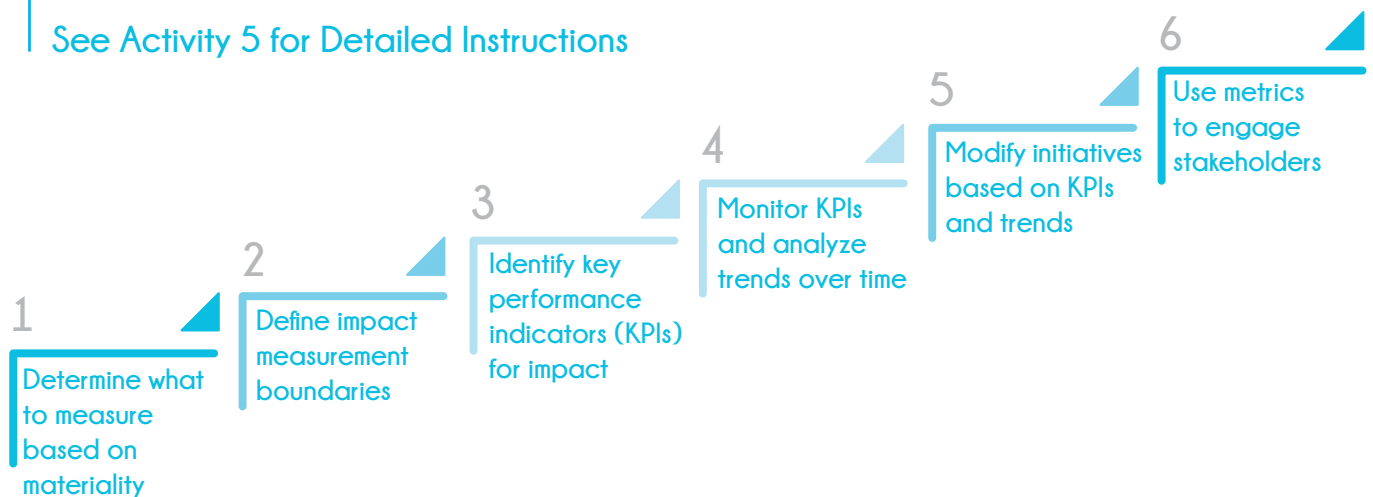 See Activity 5 for Detailed Instructions
1
Determine what
to measure
based on
materiality
2
Define impact
measurement
boundaries
3
Identify key
performance
indicators (KPIs)
for impact
4
Monitor KPIs
and analyze
trends over time
5
Modify initiatives
based on KPIs
and trends
6
Use metrics
to engage
stakeholders